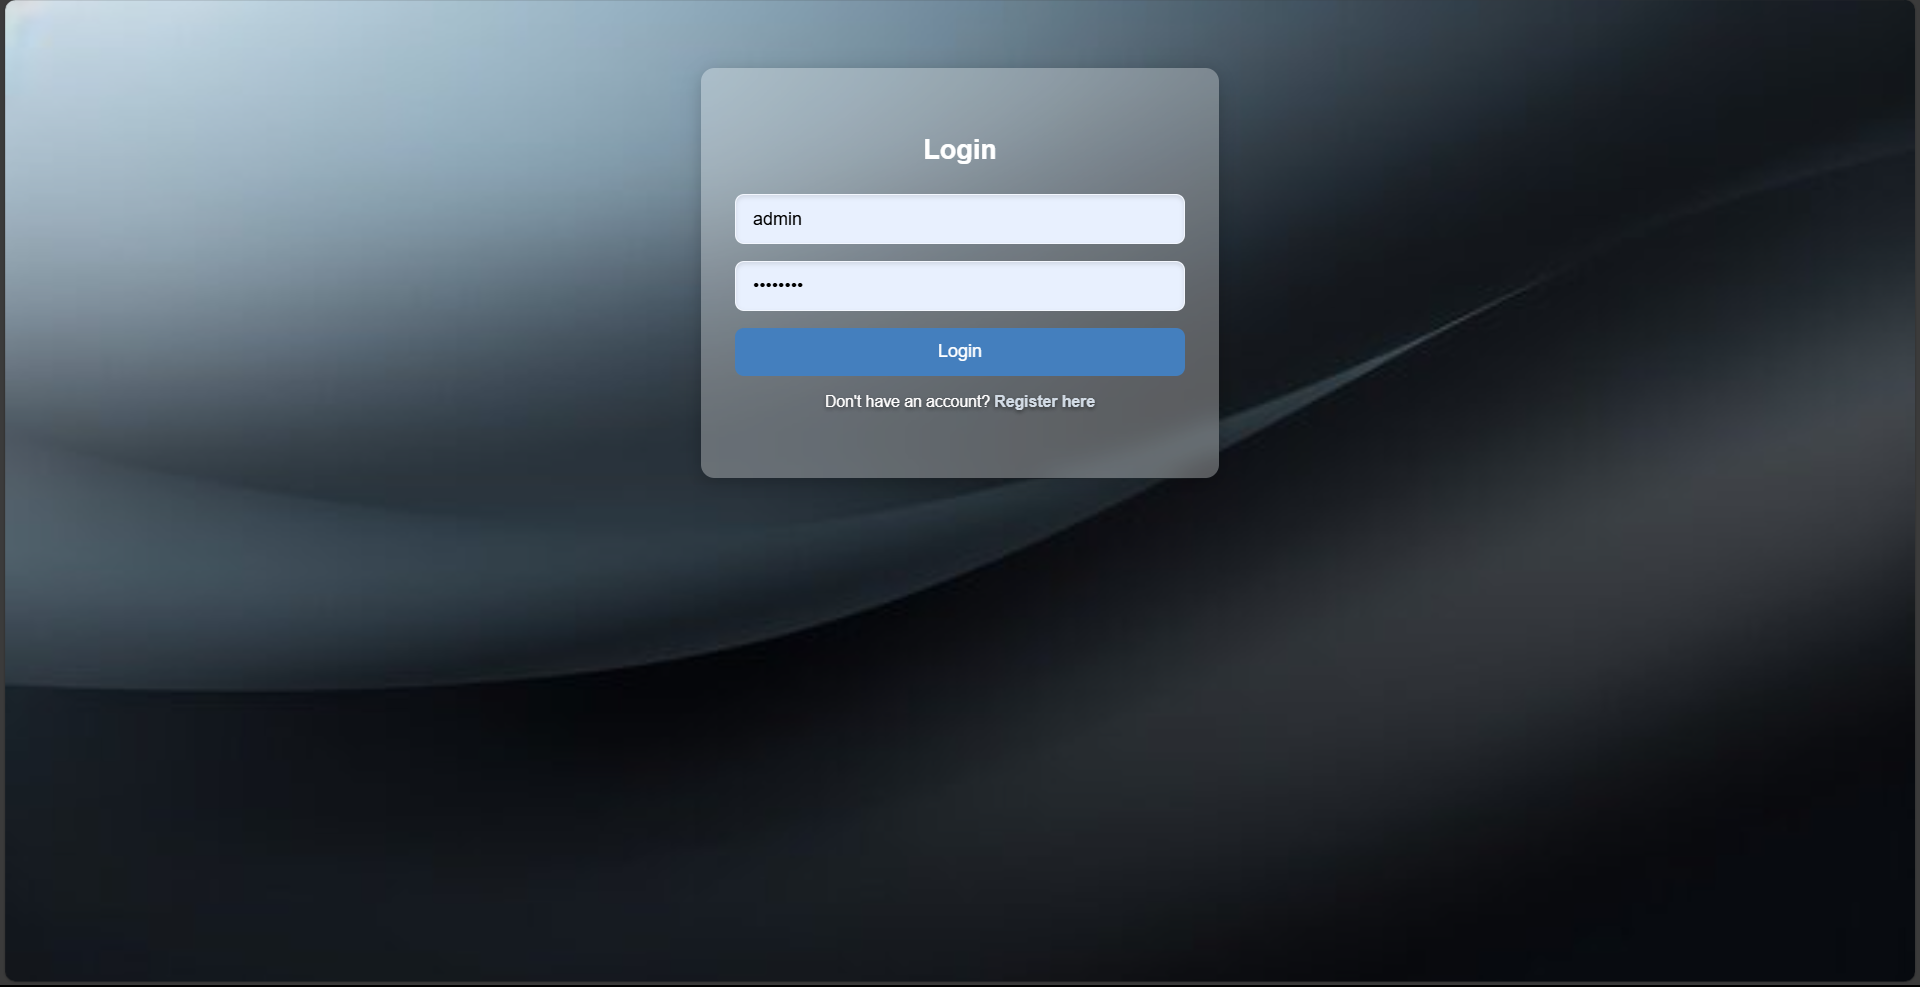 Login
admin
••••••••
Login
Don't have an account? Register here